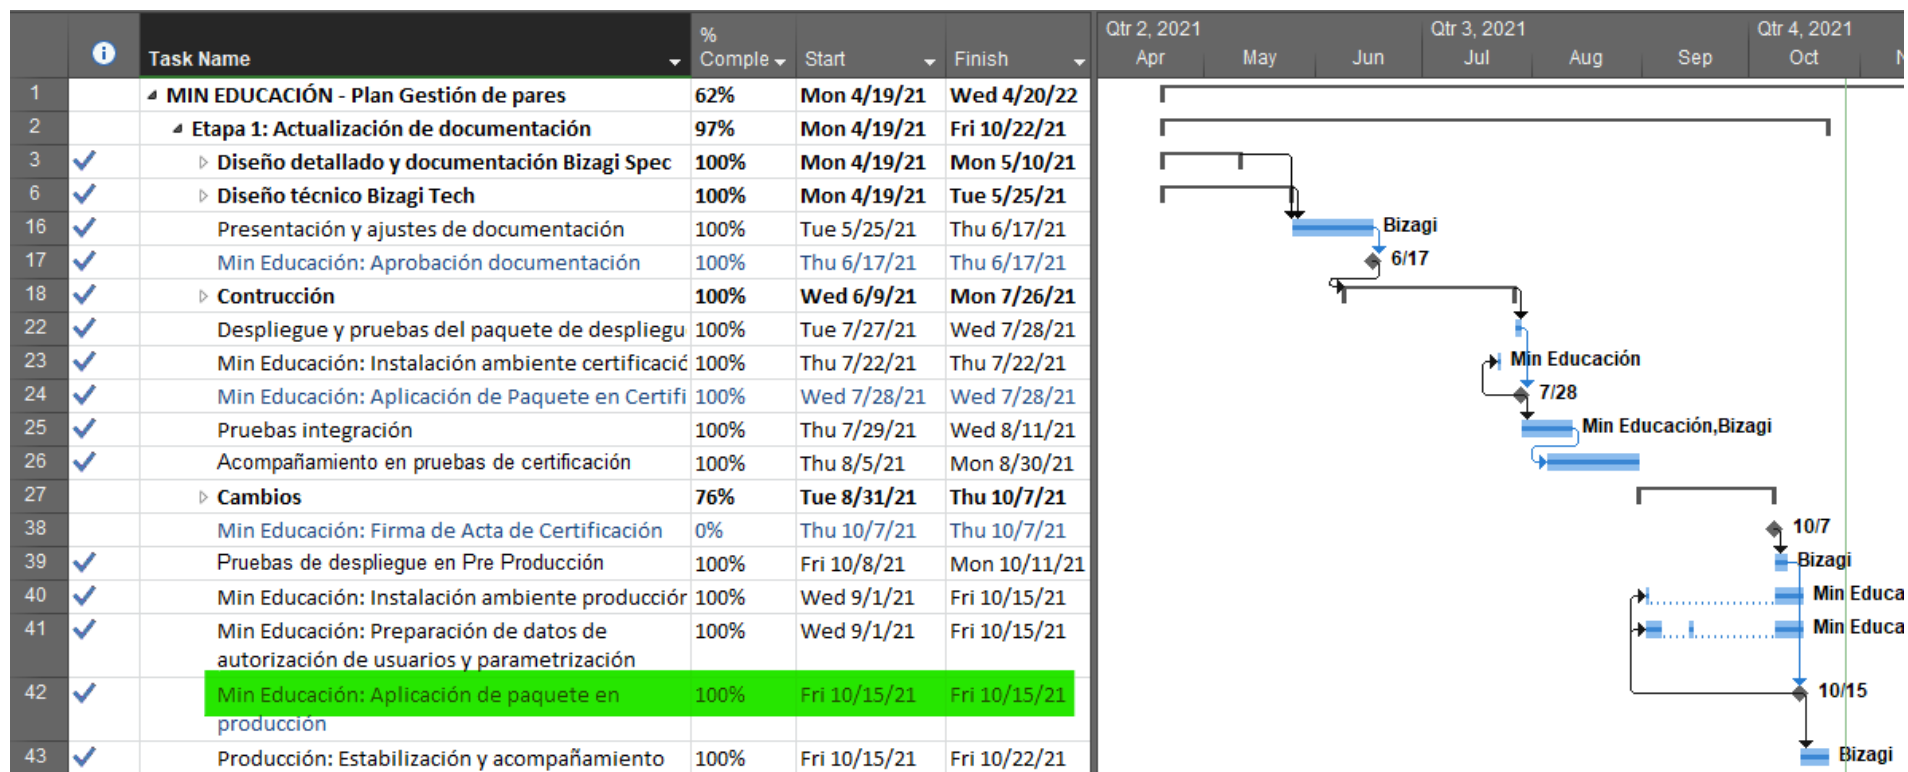 Task Name
%
Comple
Start
Finish
Qtr 2, 2021
Qtr 3, 2021
Qtr 4, 2021
Apr May Jun Jul Aug Sep Oct N
1 MIN EDUCACIÓN - Plan Gestión de pares 62% Mon 4/19/21 Wed 4/20/22
2 Etapa 1: Actualización de documentación 97% Mon 4/19/21 Fri 10/22/21
3 Diseño detallado y documentación Bizagi Spec 100% Mon 4/19/21 Mon 5/10/21
6 Diseño técnico Bizagi Tech 100% Mon 4/19/21 Tue 5/25/21
16 Presentación y ajustes de documentación 100% Tue 5/25/21 Thu 6/17/21 Bizagi
17 Min Educación: Aprobación documentación 100% Thu 6/17/21 Thu 6/17/21 6/17
18 Contrucción 100% Wed 6/9/21 Mon 7/26/21
22 Despliegue y pruebas del paquete de despliegu 100% Tue 7/27/21 Wed 7/28/21
23 Min Educación: Instalación ambiente certificació 100% Thu 7/22/21 Thu 7/22/21 Min Educación
24 Min Educación: Aplicación de Paquete en Certifi 100% Wed 7/28/21 Wed 7/28/21 7/28
25 Pruebas integración 100% Thu 7/29/21 Wed 8/11/21 Min Educación,Bizagi
26 Acompañamiento en pruebas de certificación 100% Thu 8/5/21 Mon 8/30/21
27 Cambios 76% Tue 8/31/21 Thu 10/7/21
38 Min Educación: Firma de Acta de Certificación 0% Thu 10/7/21 Thu 10/7/21 10/7
39 Pruebas de despliegue en Pre Producción 100% Fri 10/8/21 Mon 10/11/21 Bizagi
40 Min Educación: Instalación ambiente producción 100% Wed 9/1/21 Fri 10/15/21 Min Educa
41 Min Educación: Preparación de datos de 100% Wed 9/1/21 Fri 10/15/21 Min Educa
autorización de usuarios y parametrización
42 Min Educación: Aplicación de paquete en 100% Fri 10/15/21 Fri 10/15/21 10/15
producción
43 Producción: Estabilización y acompañamiento 100% Fri 10/15/21 Fri 10/22/21 Bizagi